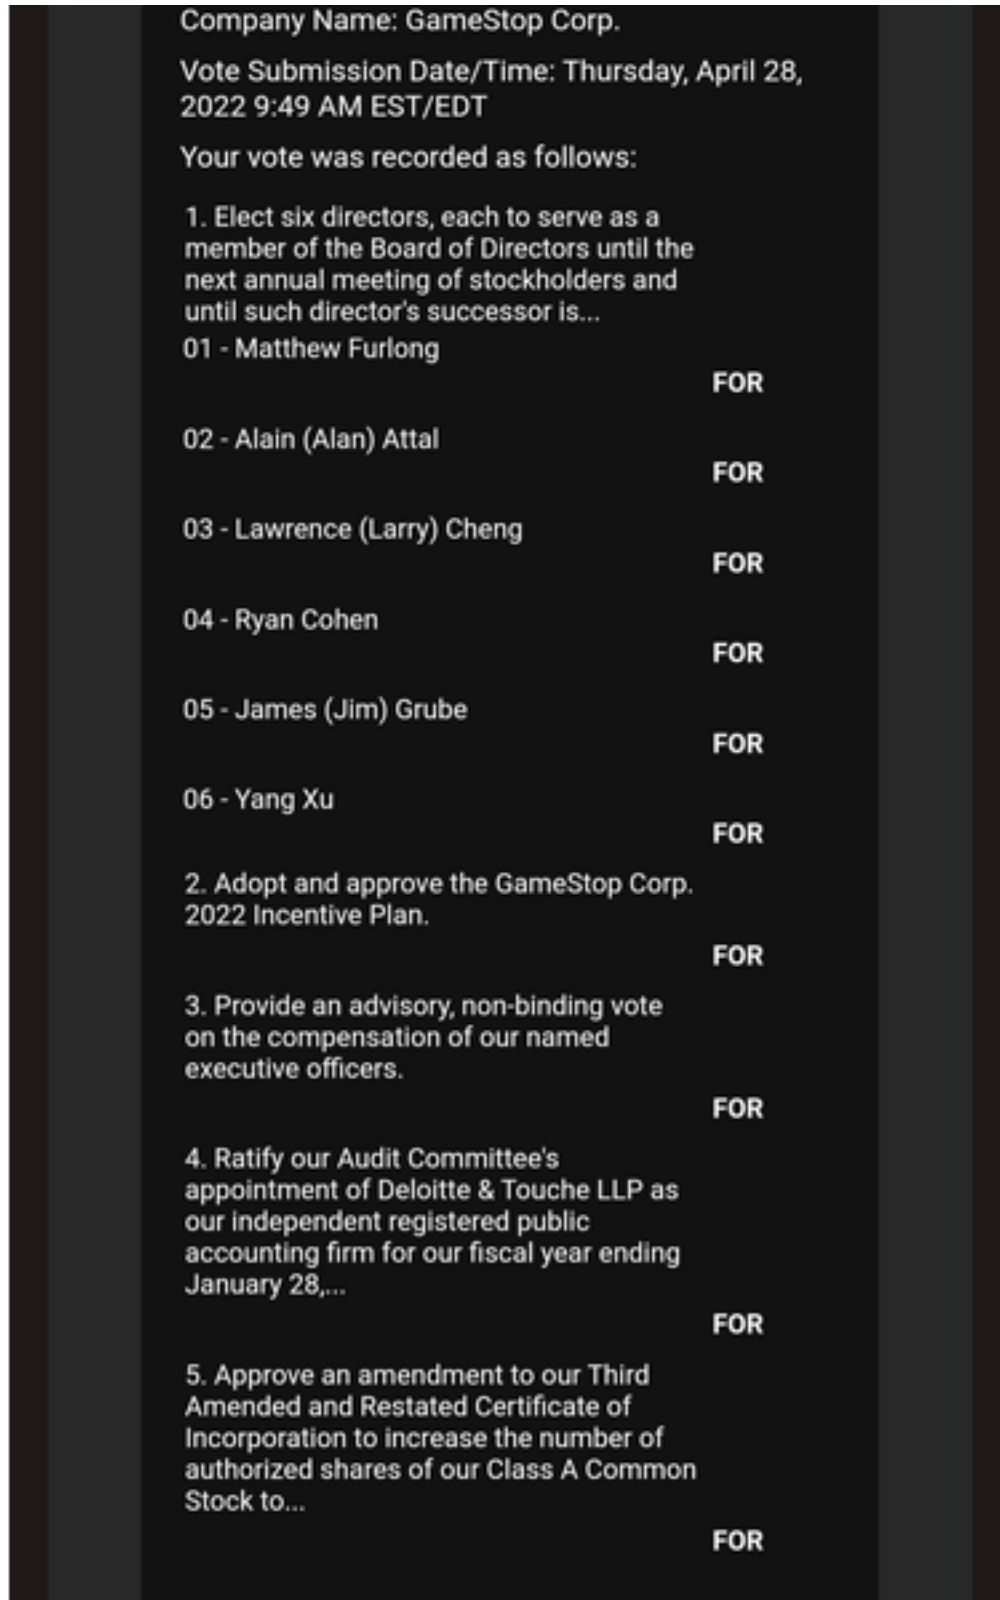 Company Name: GameStop Corp.
Vote Submission Date/Time: Thursday, April 28,
2022 9:49 AM EST/EDT
Your vote was recorded as follows:
1. Elect six directors, each to serve as a
member of the Board of Directors until the
next annual meeting of stockholders and
until such director's successor is...
01 - Matthew Furlong
FOR
02 - Alain (Alan) Attal
FOR
03 - Lawrence (Larry) Cheng
FOR
04 - Ryan Cohen
FOR
05 - James (Jim) Grube
FOR
06 - Yang Xu
FOR
2. Adopt and approve the GameStop Corp.
2022 Incentive Plan.
FOR
3. Provide an advisory, non-binding vote
on the compensation of our named
executive officers.
FOR
4. Ratify our Audit Committee's
appointment of Deloitte & Touche LLP as
our independent registered public
accounting firm for our fiscal year ending
January 28,...
FOR
5. Approve an amendment to our Third
Amended and Restated Certificate of
Incorporation to increase the number of
authorized shares of our Class A Common
Stock to...
FOR